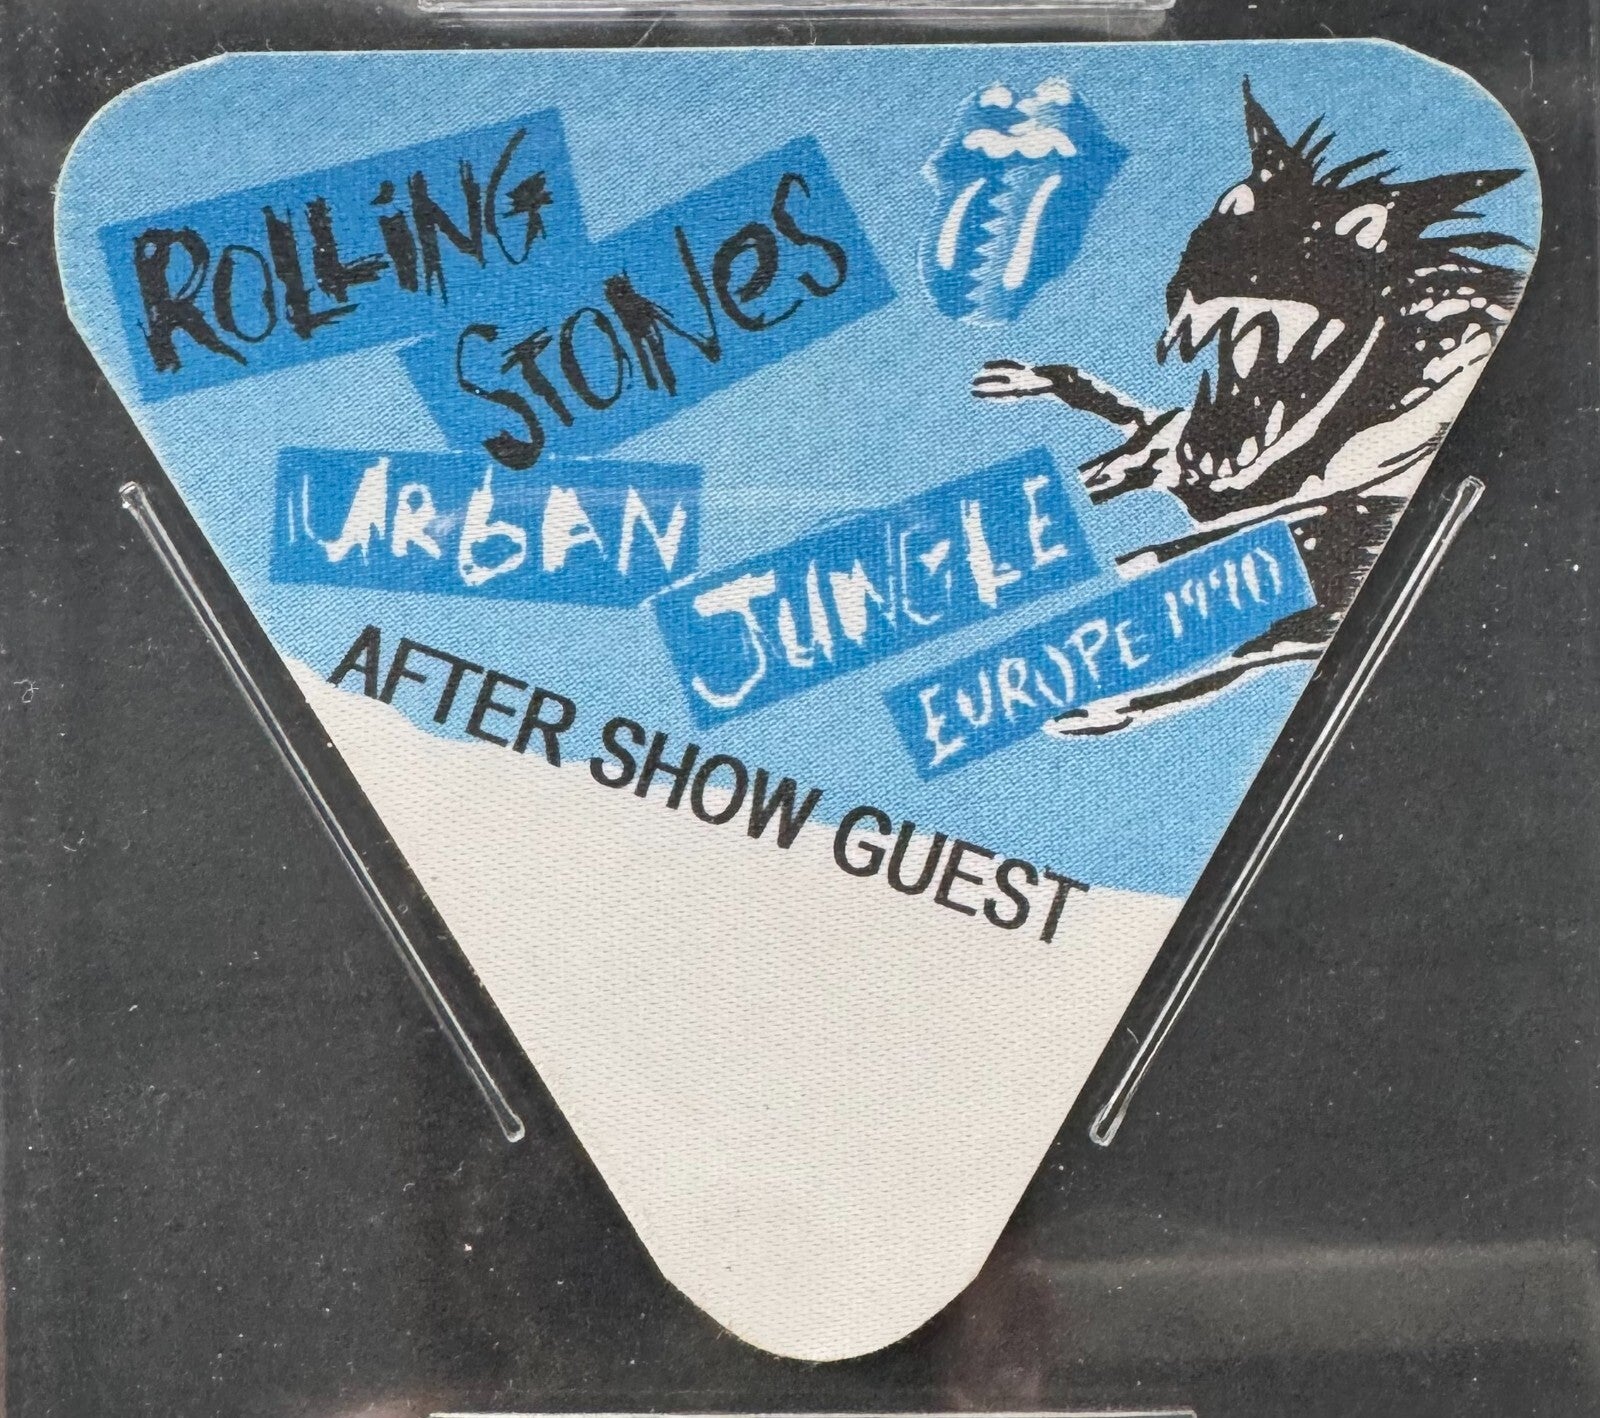 ROLLING
STONES
URBAN
JUNGLE
EUROPE 1990
AFTER SHOW GUEST